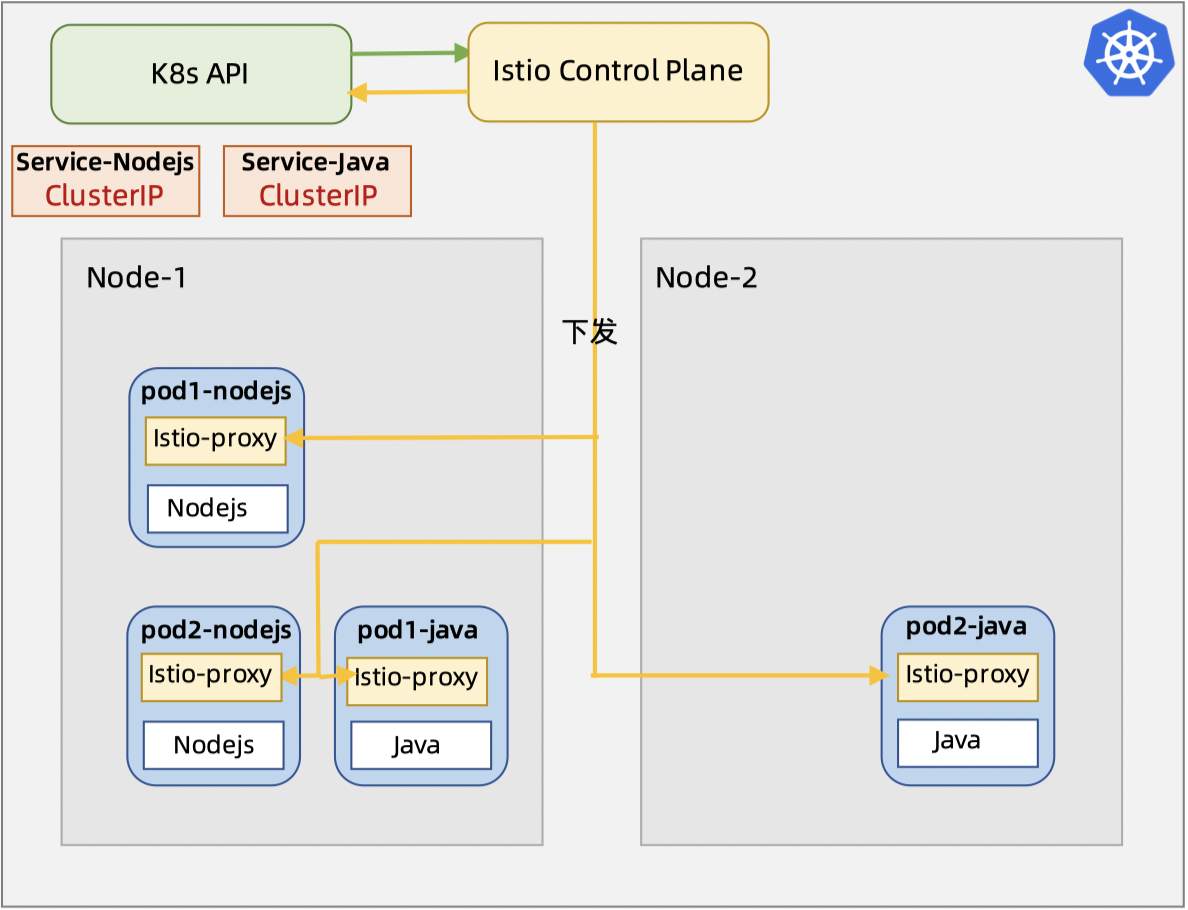 K8s API
Istio Control Plane
Service-Nodejs
ClusterIP
Service-Java
ClusterIP
Node-1
Node-2
下发
pod1-nodejs
Istio-proxy
Nodejs
pod2-nodejs
Istio-proxy
Nodejs
pod1-java
Istio-proxy
Java
pod2-java
Istio-proxy
Java